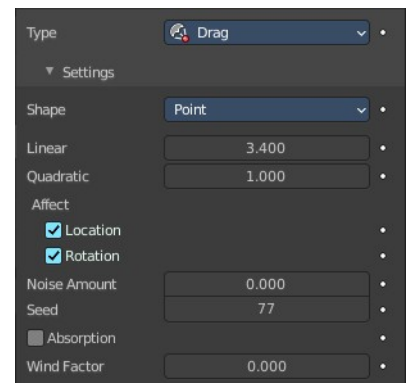 Type Drag
Settings
Shape Point
Linear 3.400
Quadratic 1.000
Affect
Location
Rotation
Noise Amount 0.000
Seed 77
Absorption
Wind Factor 0.000